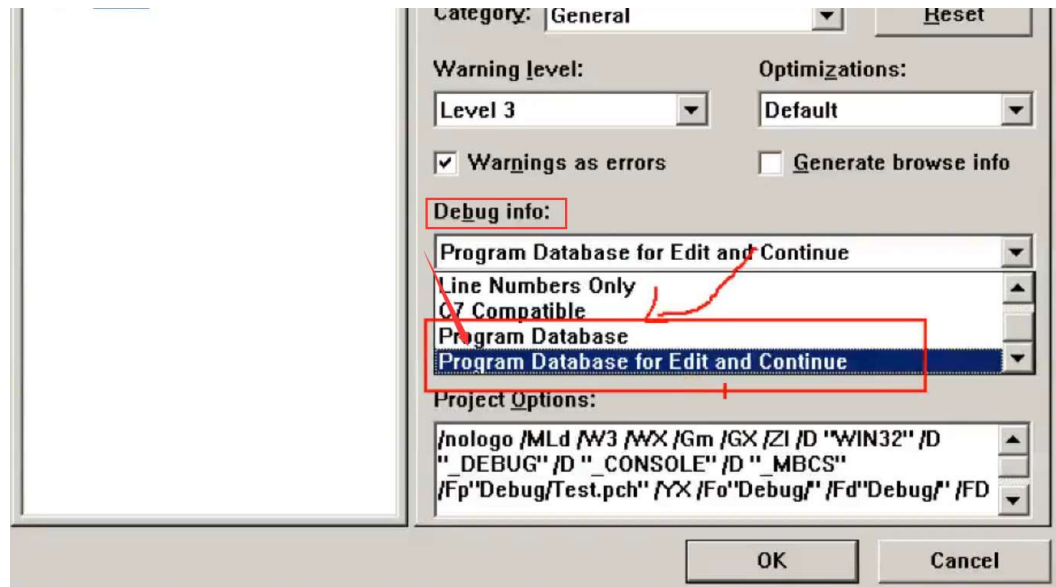 Category: General Reset
Warning level: Optimizations:
Level 3 Default
Warnings as errors Generate browse info
Debug info:
Program Database for Edit and Continue
Line Numbers Only
C7 Compatible
Program Database
Program Database for Edit and Continue
Project Options:
/nologo /MLd /W3 /WX /Gm /GX /ZI /D "WIN32" /D
"_DEBUG" /D "_CONSOLE" /D "_MBCS"
/Fp"Debug/Test.pch" /YX /Fo"Debug/" /Fd"Debug/" /FD
OK Cancel